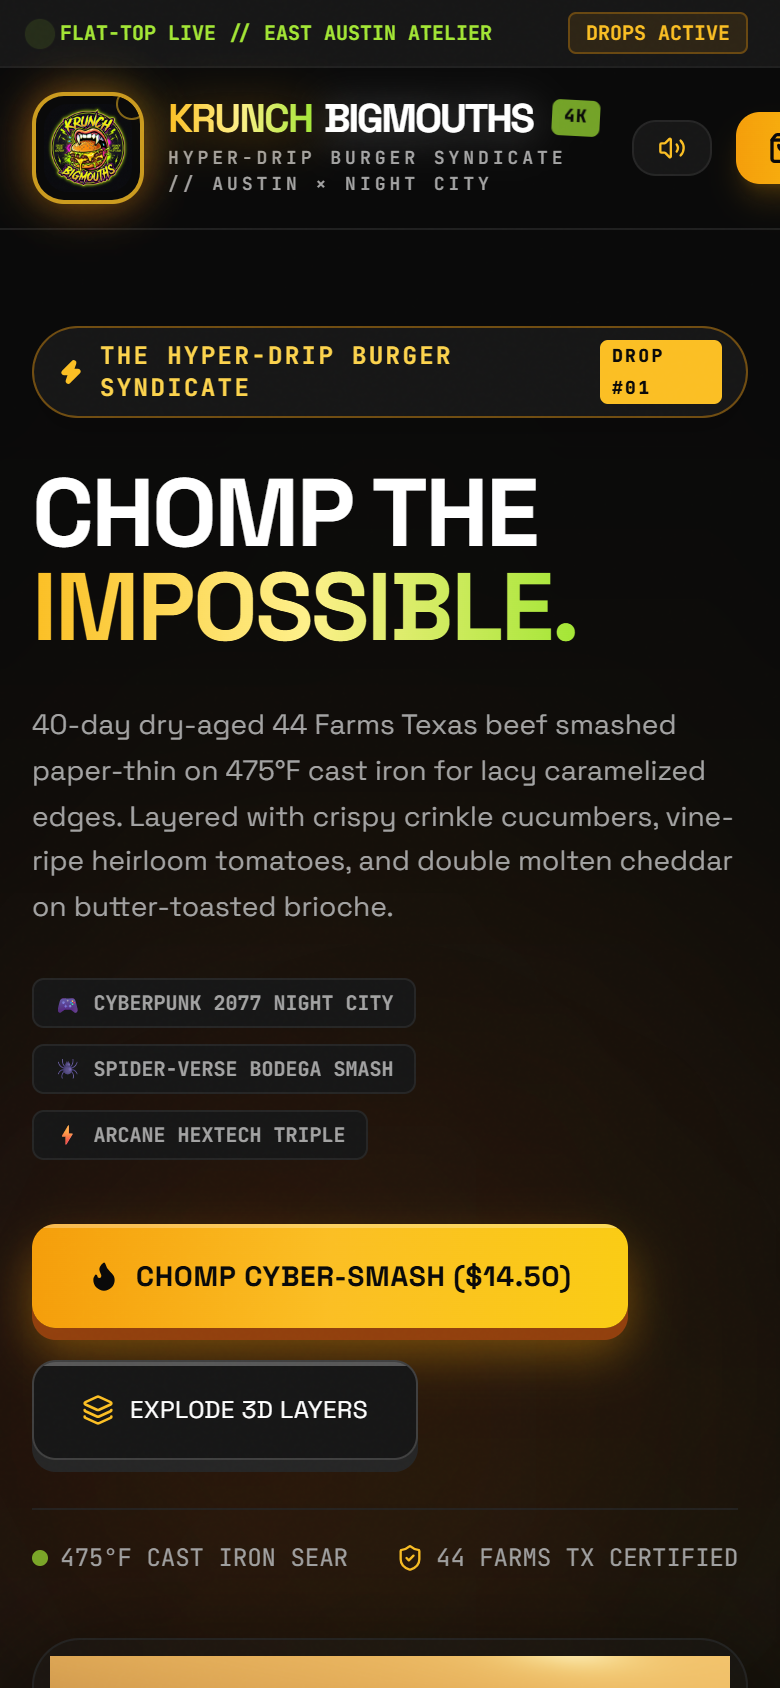 FLAT-TOP LIVE // EAST AUSTIN ATELIER
DROPS ACTIVE
KRUNCH
BIGMOUTHS
KRUNCH BIGMOUTHS 4K
HYPER-DRIP BURGER SYNDICATE
// AUSTIN × NIGHT CITY
THE HYPER-DRIP BURGER
SYNDICATE
DROP
#01
CHOMP THE
IMPOSSIBLE.
40-day dry-aged 44 Farms Texas beef smashed
paper-thin on 475°F cast iron for lacy caramelized
edges. Layered with crispy crinkle cucumbers, vine-
ripe heirloom tomatoes, and double molten cheddar
on butter-toasted brioche.
🎮 CYBERPUNK 2077 NIGHT CITY
🕷️ SPIDER-VERSE BODEGA SMASH
⚡ ARCANE HEXTECH TRIPLE
CHOMP CYBER-SMASH ($14.50)
EXPLODE 3D LAYERS
475°F CAST IRON SEAR
44 FARMS TX CERTIFIED